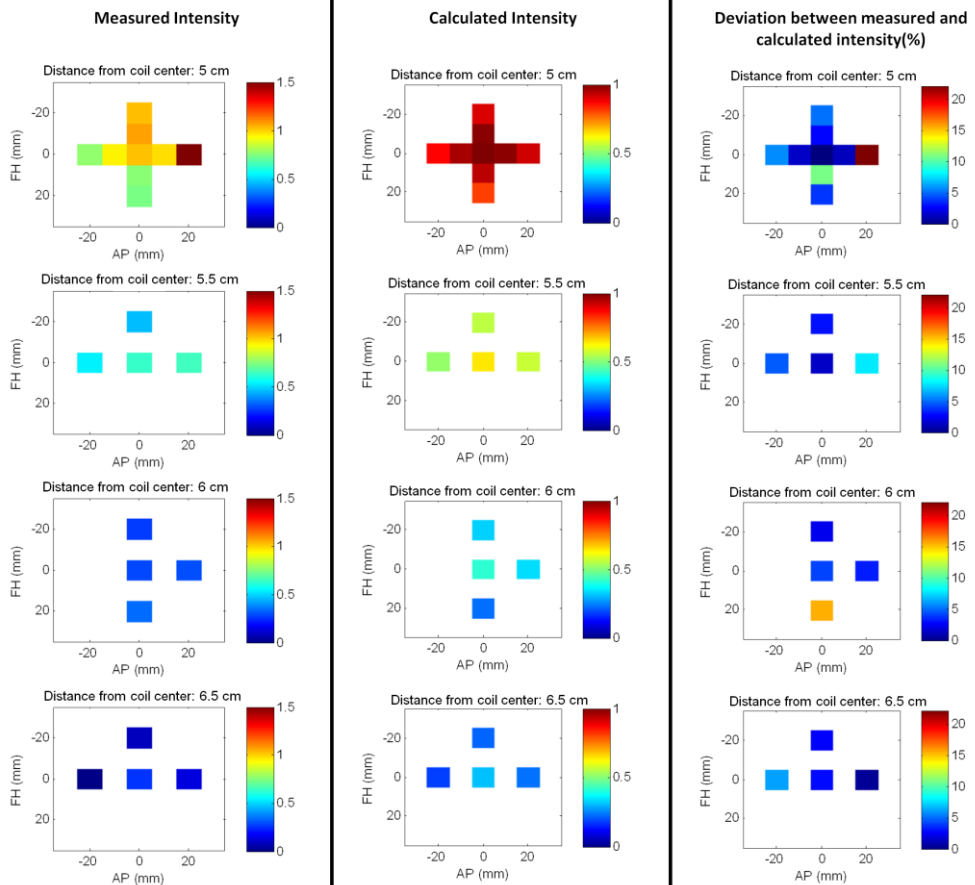 Measured Intensity
Calculated Intensity
Deviation between measured and
calculated intensity(%)
Distance from coil center: 5 cm
-20
0
20
FH (mm)
-20 0 20
AP (mm)
1.5
1
0.5
0
Distance from coil center: 5 cm
-20
0
20
FH (mm)
-20 0 20
AP (mm)
1
0.5
0
Distance from coil center: 5 cm
-20
0
20
FH (mm)
-20 0 20
AP (mm)
20
15
10
5
0
Distance from coil center: 5.5 cm
-20
0
20
FH (mm)
-20 0 20
AP (mm)
1.5
1
0.5
0
Distance from coil center: 5.5 cm
-20
0
20
FH (mm)
-20 0 20
AP (mm)
1
0.5
0
Distance from coil center: 5.5 cm
-20
0
20
FH (mm)
-20 0 20
AP (mm)
20
15
10
5
0
Distance from coil center: 6 cm
-20
0
20
FH (mm)
-20 0 20
AP (mm)
1.5
1
0.5
0
Distance from coil center: 6 cm
-20
0
20
FH (mm)
-20 0 20
AP (mm)
1
0.5
0
Distance from coil center: 6 cm
-20
0
20
FH (mm)
-20 0 20
AP (mm)
20
15
10
5
0
Distance from coil center: 6.5 cm
-20
0
20
FH (mm)
-20 0 20
AP (mm)
1.5
1
0.5
0
Distance from coil center: 6.5 cm
-20
0
20
FH (mm)
-20 0 20
AP (mm)
1
0.5
0
Distance from coil center: 6.5 cm
-20
0
20
FH (mm)
-20 0 20
AP (mm)
20
15
10
5
0